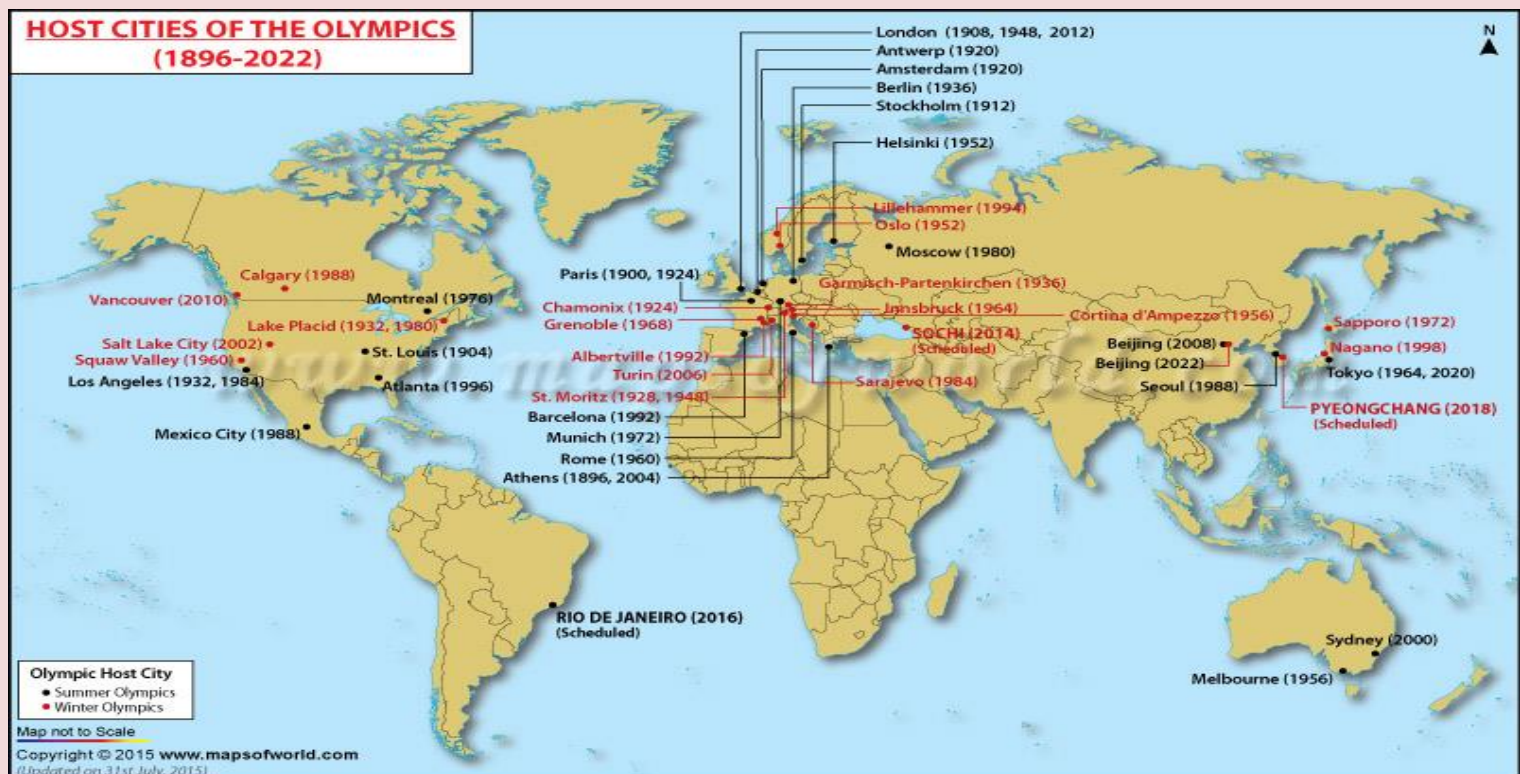 HOST CITIES OF THE OLYMPICS
(1896-2022)
N
London (1908, 1948, 2012)
Antwerp (1920)
Amsterdam (1920)
Berlin (1936)
Stockholm (1912)
Helsinki (1952)
Lillehammer (1994)
Oslo (1952)
Moscow (1980)
Paris (1900, 1924)
Garmisch-Partenkirchen (1936)
Calgary (1988)
Vancouver (2010)
Montreal (1976)
Chamonix (1924)
Innsbruck (1964)
Cortina d'Ampezzo (1956)
Lake Placid (1932, 1980)
Grenoble (1968)
SOCHI (2014)
(Scheduled)
Sapporo (1972)
Salt Lake City (2002)
St. Louis (1904)
Beijing (2008)
Nagano (1998)
Squaw Valley (1960)
Albertville (1992)
Beijing (2022)
Tokyo (1964, 2020)
Los Angeles (1932, 1984)
Atlanta (1996)
Turin (2006)
Sarajevo (1984)
Seoul (1988)
St. Moritz (1928, 1948)
PYEONGCHANG (2018)
(Scheduled)
Barcelona (1992)
Mexico City (1988)
Munich (1972)
Rome (1960)
Athens (1896, 2004)
RIO DE JANEIRO (2016)
(Scheduled)
Sydney (2000)
Melbourne (1956)
Olympic Host City
Summer Olympics
Winter Olympics
Map not to Scale
Copyright © 2015 www.mapsofworld.com
(Updated on 31st July, 2015)